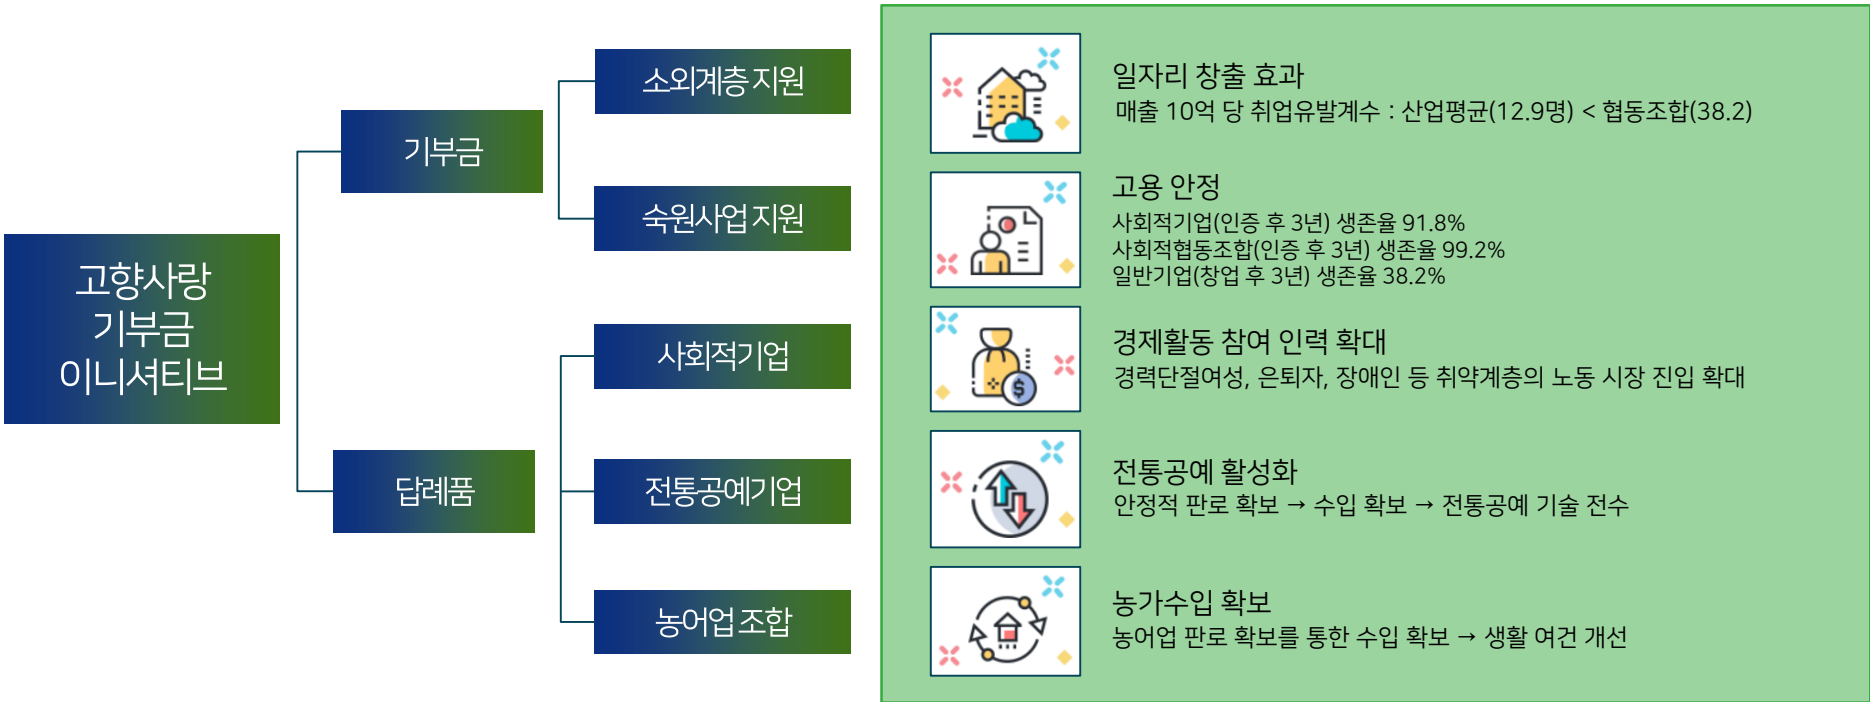 고향사랑
기부금
이니셔티브
기부금
소외계층 지원
숙원사업 지원
답례품
사회적기업
전통공예기업
농어업 조합
일자리 창출 효과
매출 10억 당 취업유발계수 : 산업평균(12.9명) < 협동조합(38.2)
고용 안정
사회적기업(인증 후 3년) 생존율 91.8%
사회적협동조합(인증 후 3년) 생존율 99.2%
일반기업(창업 후 3년) 생존율 38.2%
경제활동 참여 인력 확대
경력단절여성, 은퇴자, 장애인 등 취약계층의 노동 시장 진입 확대
전통공예 활성화
안정적 판로 확보 → 수입 확보 → 전통공예 기술 전수
농가수입 확보
농어업 판로 확보를 통한 수입 확보 → 생활 여건 개선